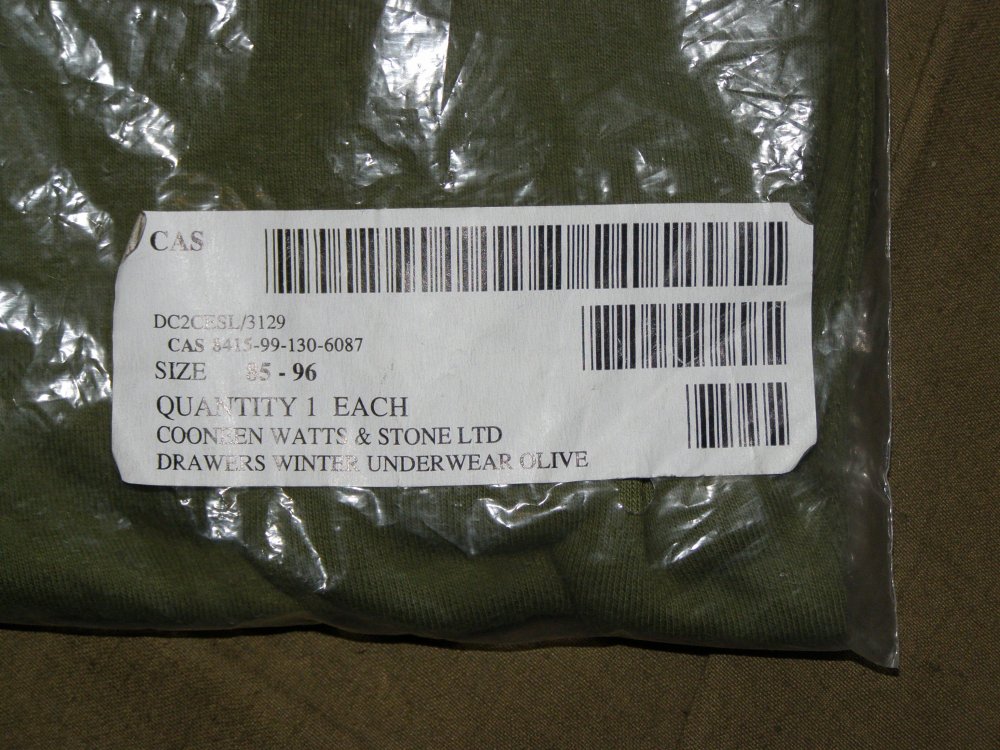 CAS
DC2CESL/3129
CAS 8415-99-130-6087
SIZE 85 - 96
QUANTITY 1 EACH
COONEEN WATTS & STONE LTD
DRAWERS WINTER UNDERWEAR OLIVE